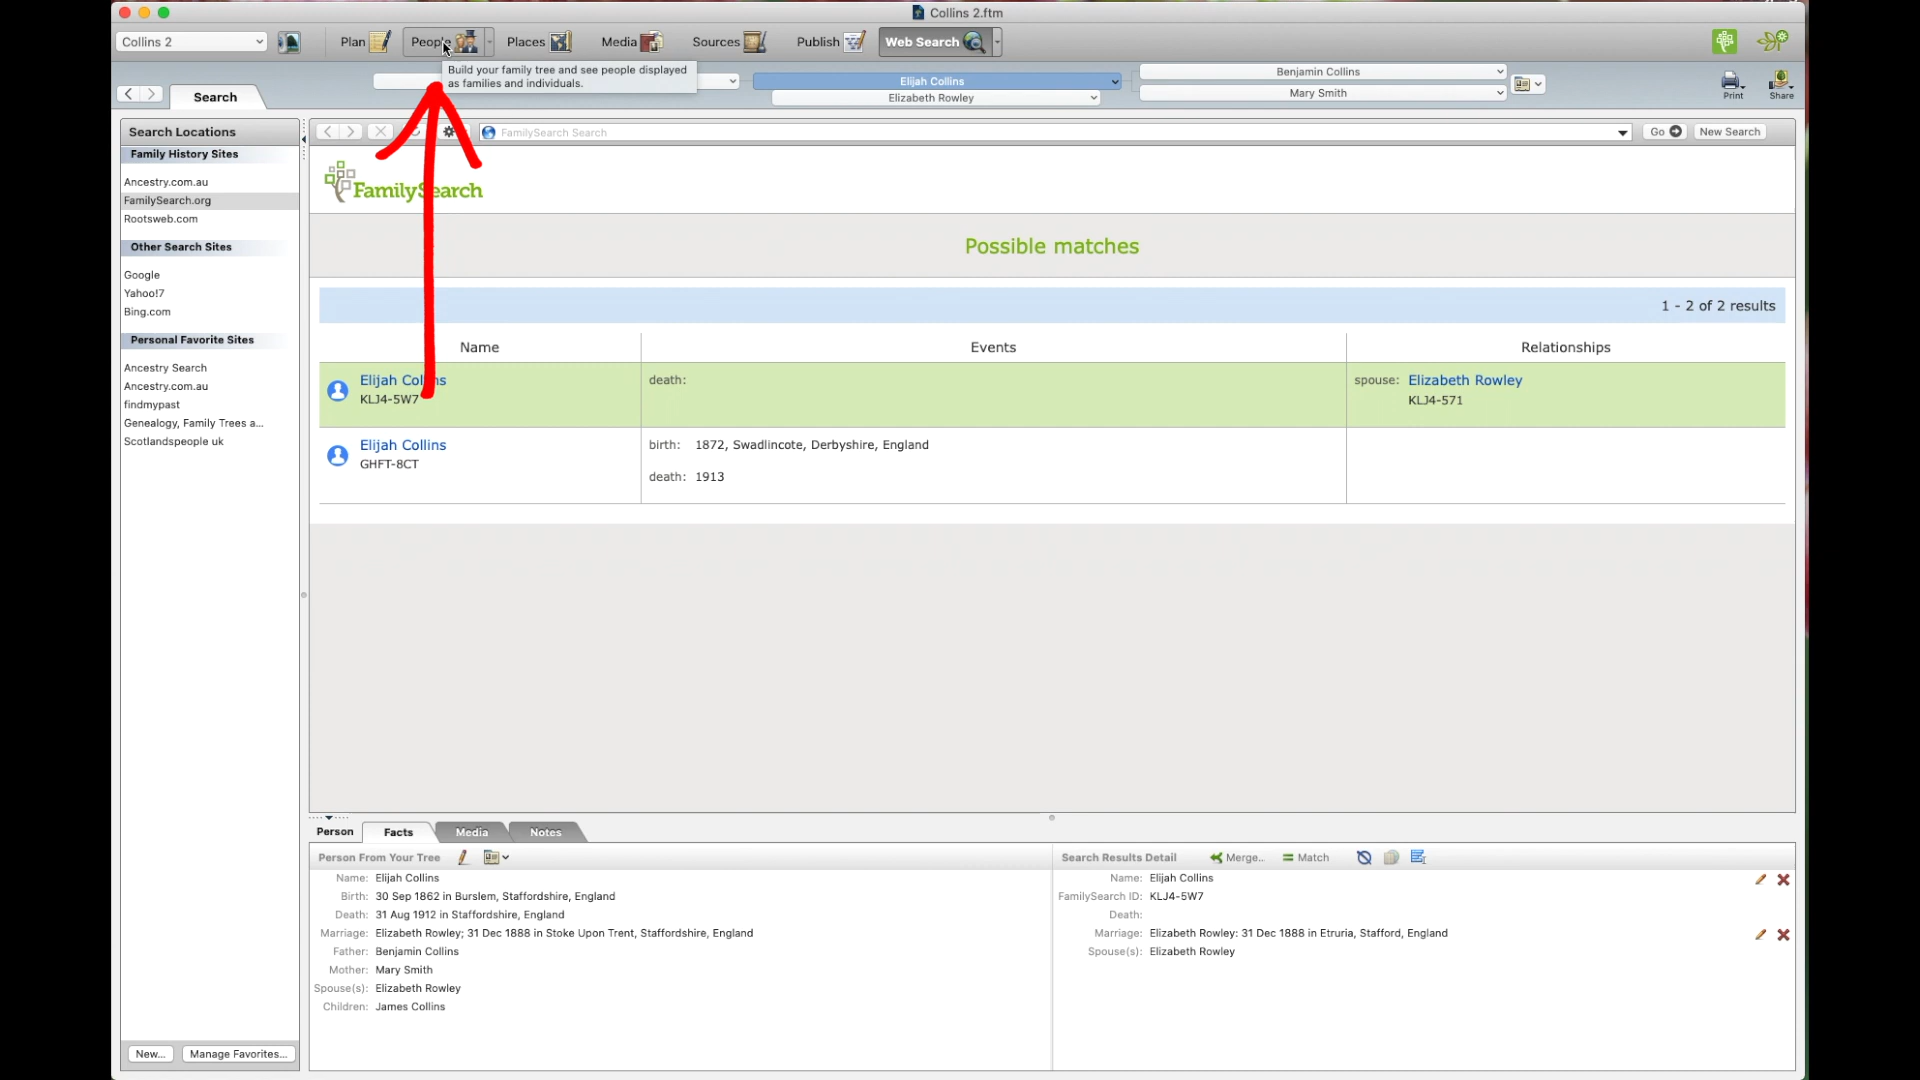 Collins 2.ftm
Collins 2
Plan
People
Places
Media
Sources
Publish
Web Search
Build your family tree and see people displayed
as families and individuals.
Elijah Collins
Elizabeth Rowley
Benjamin Collins
Mary Smith
Print
Share
Search
Search Locations
FamilySearch Search
Go
New Search
Family History Sites
Ancestry.com.au
FamilySearch.org
Rootsweb.com
Other Search Sites
Google
Yahoo!7
Bing.com
Personal Favorite Sites
Ancestry Search
Ancestry.com.au
findmypast
Genealogy, Family Trees a...
Scotlandspeople uk
New...
Manage Favorites...
FamilySearch
Possible matches
1 - 2 of 2 results
Name
Events
Relationships
Elijah Collins
KLJ4-5W7
death:
spouse: Elizabeth Rowley
KLJ4-571
Elijah Collins
GHFT-8CT
birth: 1872, Swadlincote, Derbyshire, England
death: 1913
Person
Facts
Media
Notes
Person From Your Tree
Name: Elijah Collins
Birth: 30 Sep 1862 in Burslem, Staffordshire, England
Death: 31 Aug 1912 in Staffordshire, England
Marriage: Elizabeth Rowley; 31 Dec 1888 in Stoke Upon Trent, Staffordshire, England
Father: Benjamin Collins
Mother: Mary Smith
Spouse(s): Elizabeth Rowley
Children: James Collins
Search Results Detail
Merge...
Match
Name: Elijah Collins
FamilySearch ID: KLJ4-5W7
Death:
Marriage: Elizabeth Rowley: 31 Dec 1888 in Etruria, Stafford, England
Spouse(s): Elizabeth Rowley